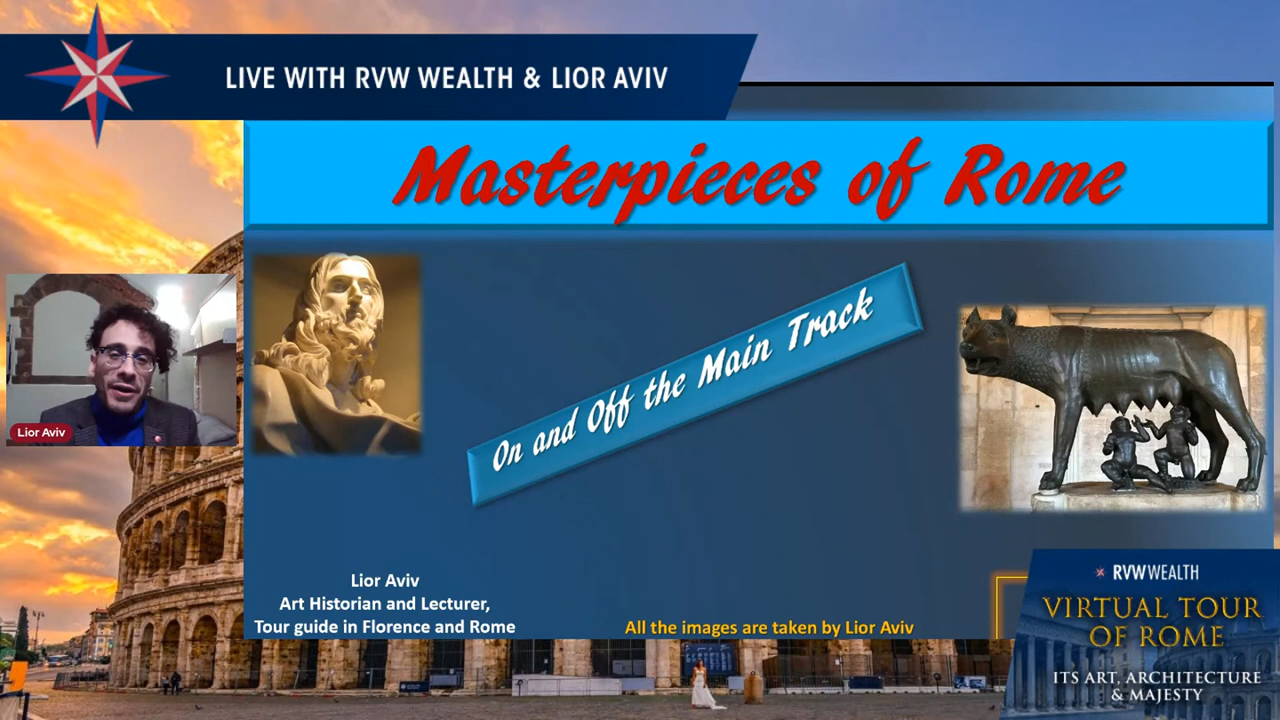 LIVE WITH RVW WEALTH & LIOR AVIV
Masterpieces of Rome
On and Off the Main Track
Lior Aviv
Lior Aviv
Art Historian and Lecturer,
Tour guide in Florence and Rome
All the images are taken by Lior Aviv
RVW WEALTH
VIRTUAL TOUR
OF ROME
ITS ART, ARCHITECTURE
& MAJESTY